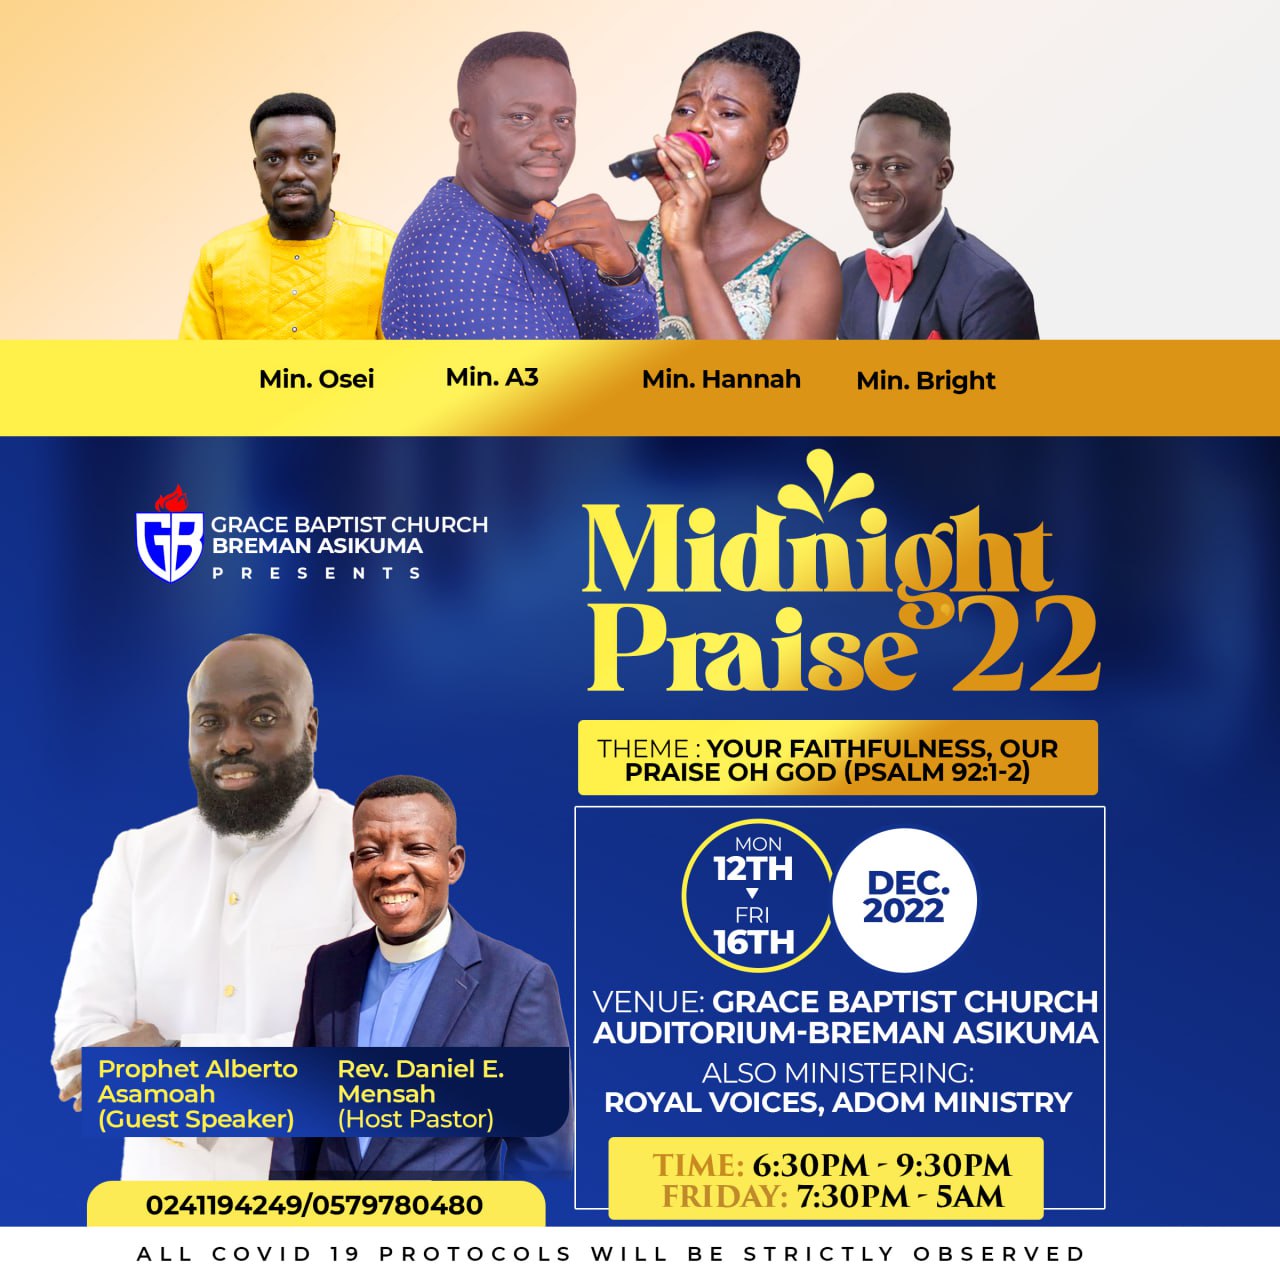 Min. Osei
Min. A3
Min. Hannah
Min. Bright
GB
GRACE BAPTIST CHURCH
BREMAN ASIKUMA
PRESENTS
Midnight
Praise '22
THEME : YOUR FAITHFULNESS, OUR
PRAISE OH GOD (PSALM 92:1-2)
MON
12TH
FRI
16TH
DEC.
2022
VENUE: GRACE BAPTIST CHURCH
AUDITORIUM-BREMAN ASIKUMA
ALSO MINISTERING:
ROYAL VOICES, ADOM MINISTRY
TIME: 6:30PM - 9:30PM
FRIDAY: 7:30PM - 5AM
Prophet Alberto
Asamoah
(Guest Speaker)
Rev. Daniel E.
Mensah
(Host Pastor)
0241194249/0579780480
ALL COVID 19 PROTOCOLS WILL BE STRICTLY OBSERVED